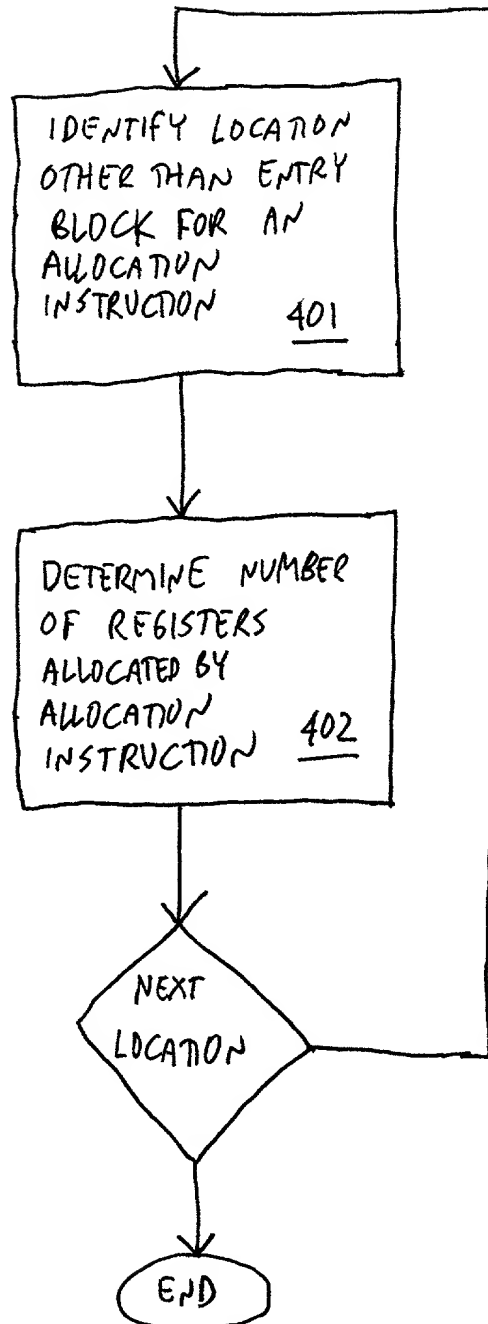 IDENTIFY LOCATION
OTHER THAN ENTRY
BLOCK FOR AN
ALLOCATION
INSTRUCTION 401
DETERMINE NUMBER
OF REGISTERS
ALLOCATED BY
ALLOCATION
INSTRUCTION 402
NEXT
LOCATION
END